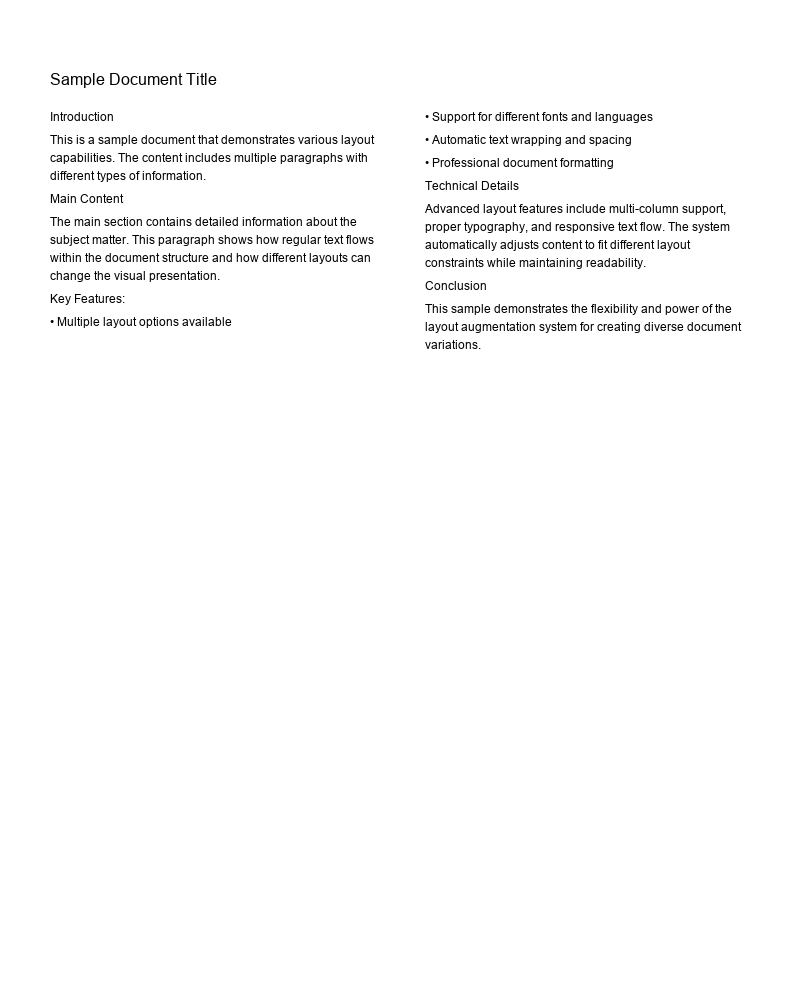 Sample Document Title
Introduction
This is a sample document that demonstrates various layout
capabilities. The content includes multiple paragraphs with
different types of information.
Main Content
The main section contains detailed information about the
subject matter. This paragraph shows how regular text flows
within the document structure and how different layouts can
change the visual presentation.
Key Features:
• Multiple layout options available
• Support for different fonts and languages
• Automatic text wrapping and spacing
• Professional document formatting
Technical Details
Advanced layout features include multi-column support,
proper typography, and responsive text flow. The system
automatically adjusts content to fit different layout
constraints while maintaining readability.
Conclusion
This sample demonstrates the flexibility and power of the
layout augmentation system for creating diverse document
variations.